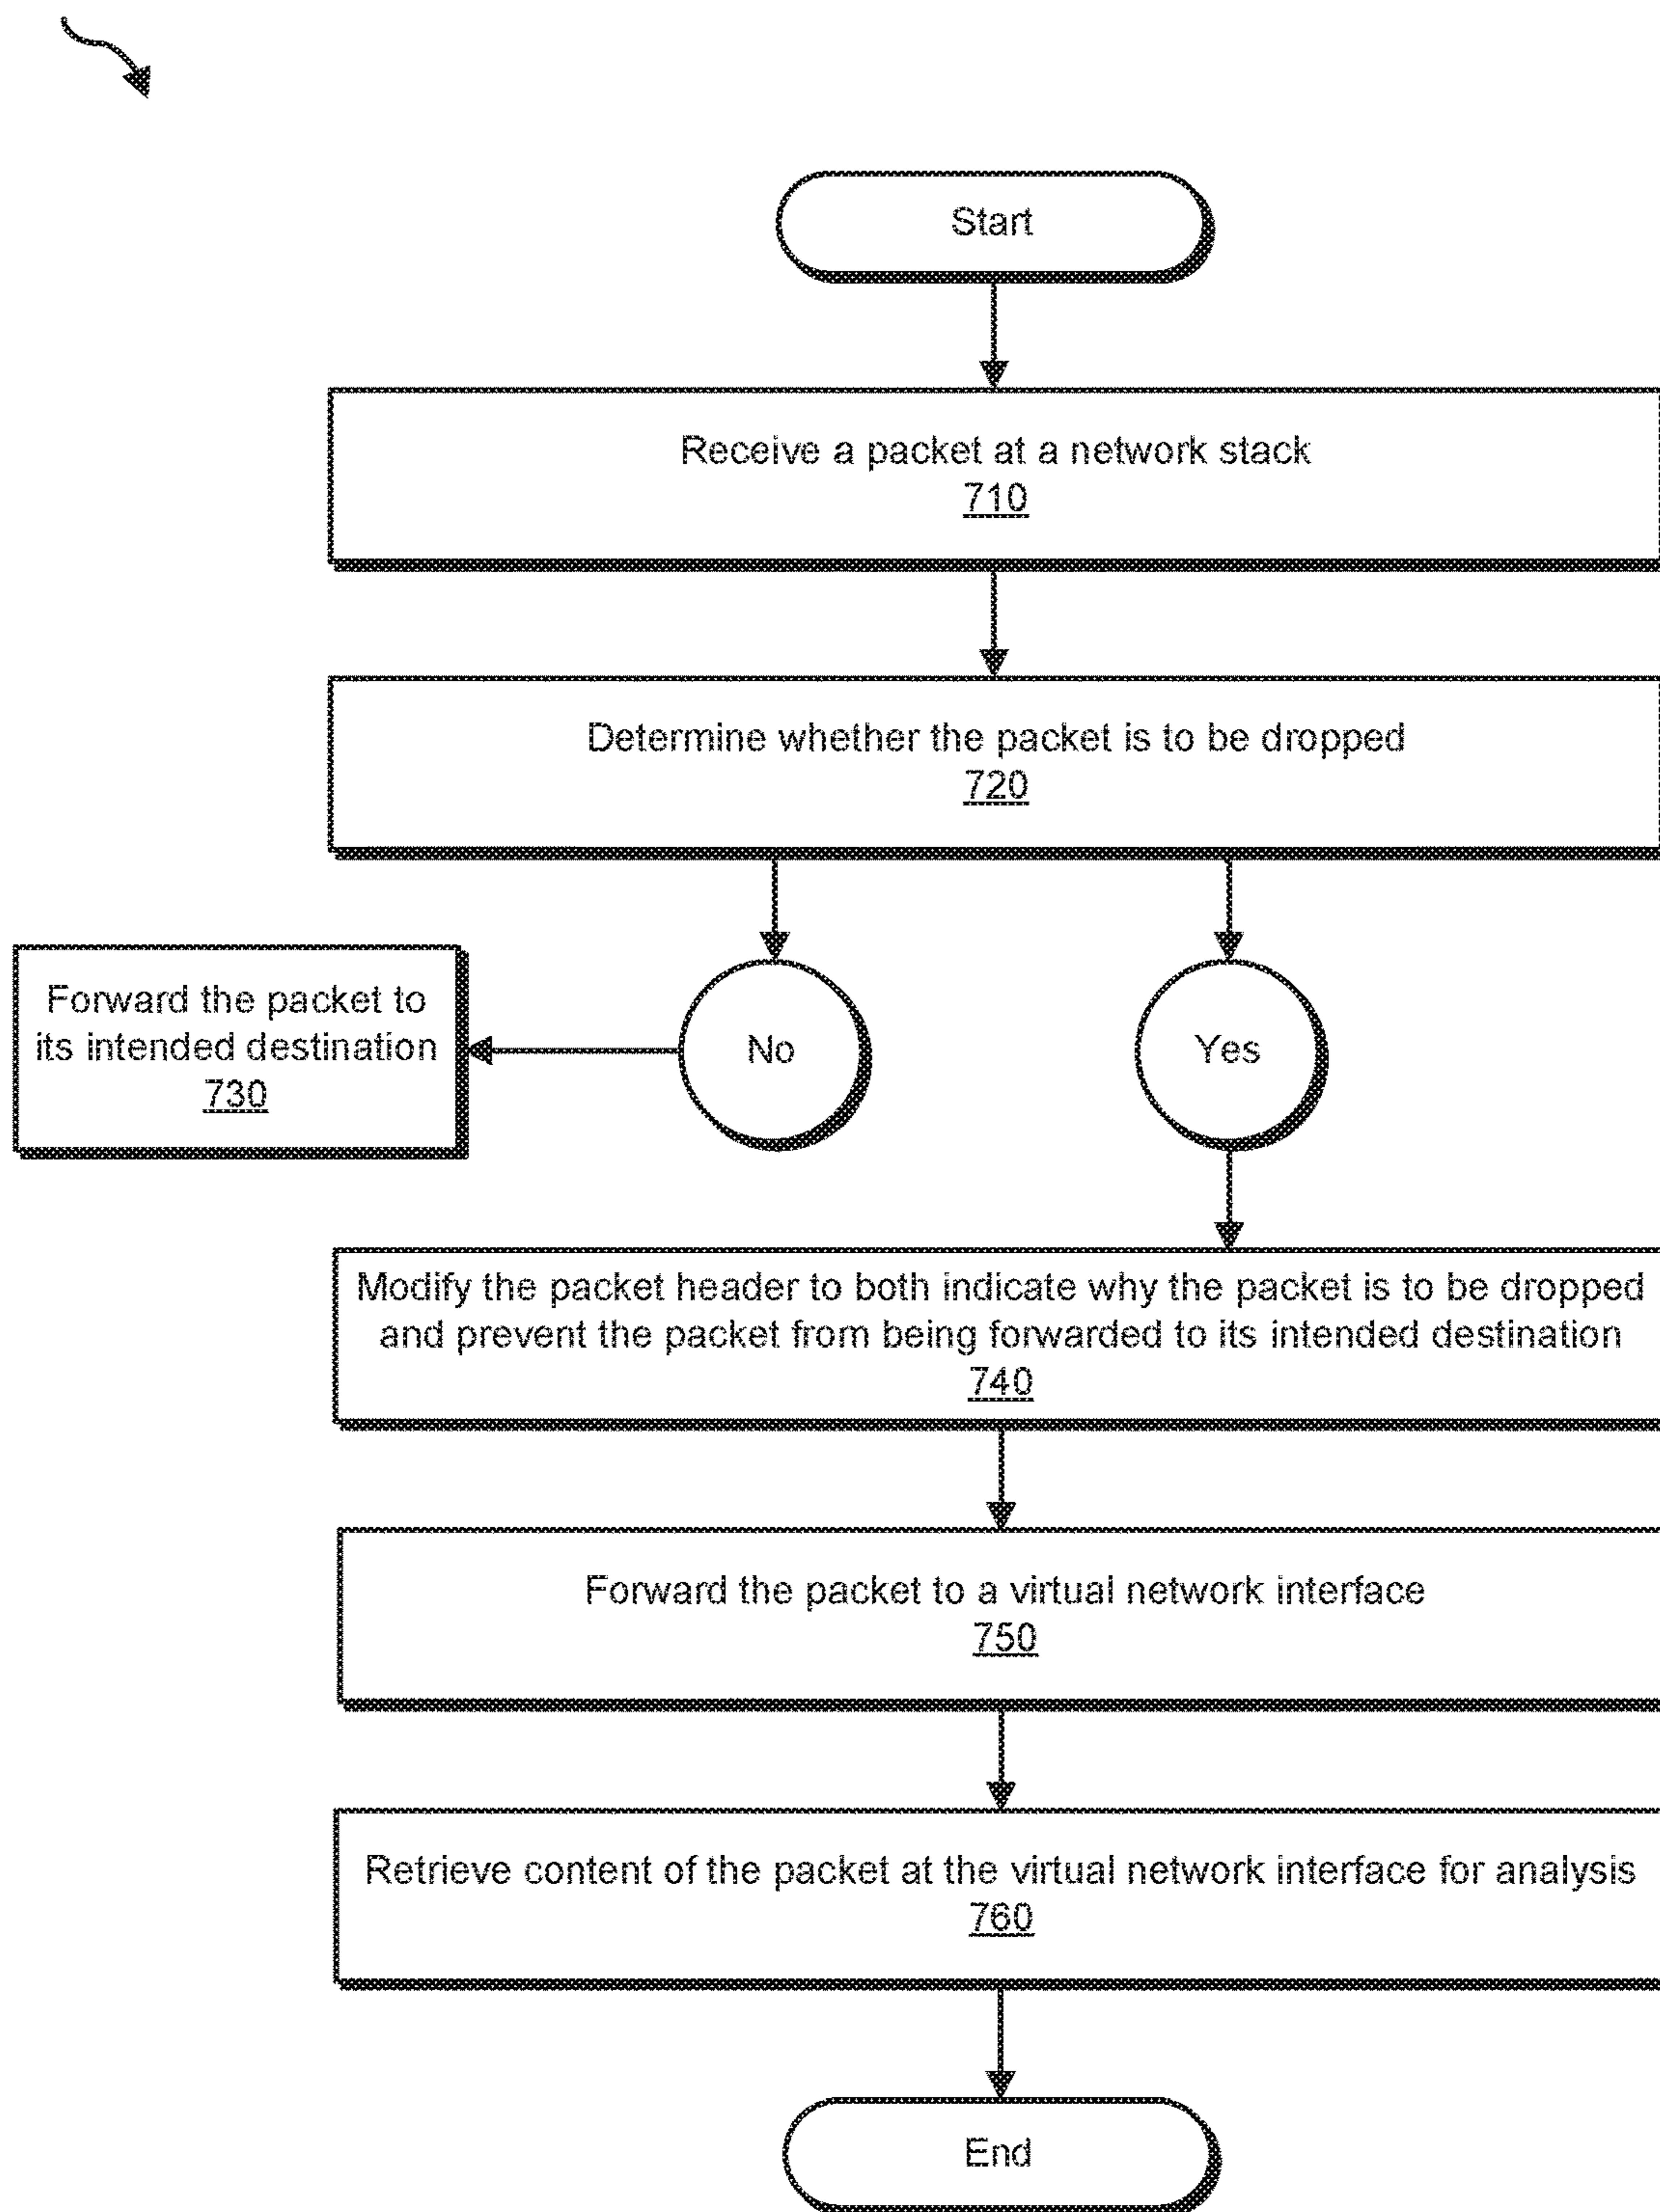 Start
Receive a packet at a network stack
710
Determine whether the packet is to be dropped
720
Forward the packet to
its intended destination
730
No
Yes
Modify the packet header to both indicate why the packet is to be dropped
and prevent the packet from being forwarded to its intended destination
740
Forward the packet to a virtual network interface
750
Retrieve content of the packet at the virtual network interface for analysis
760
End